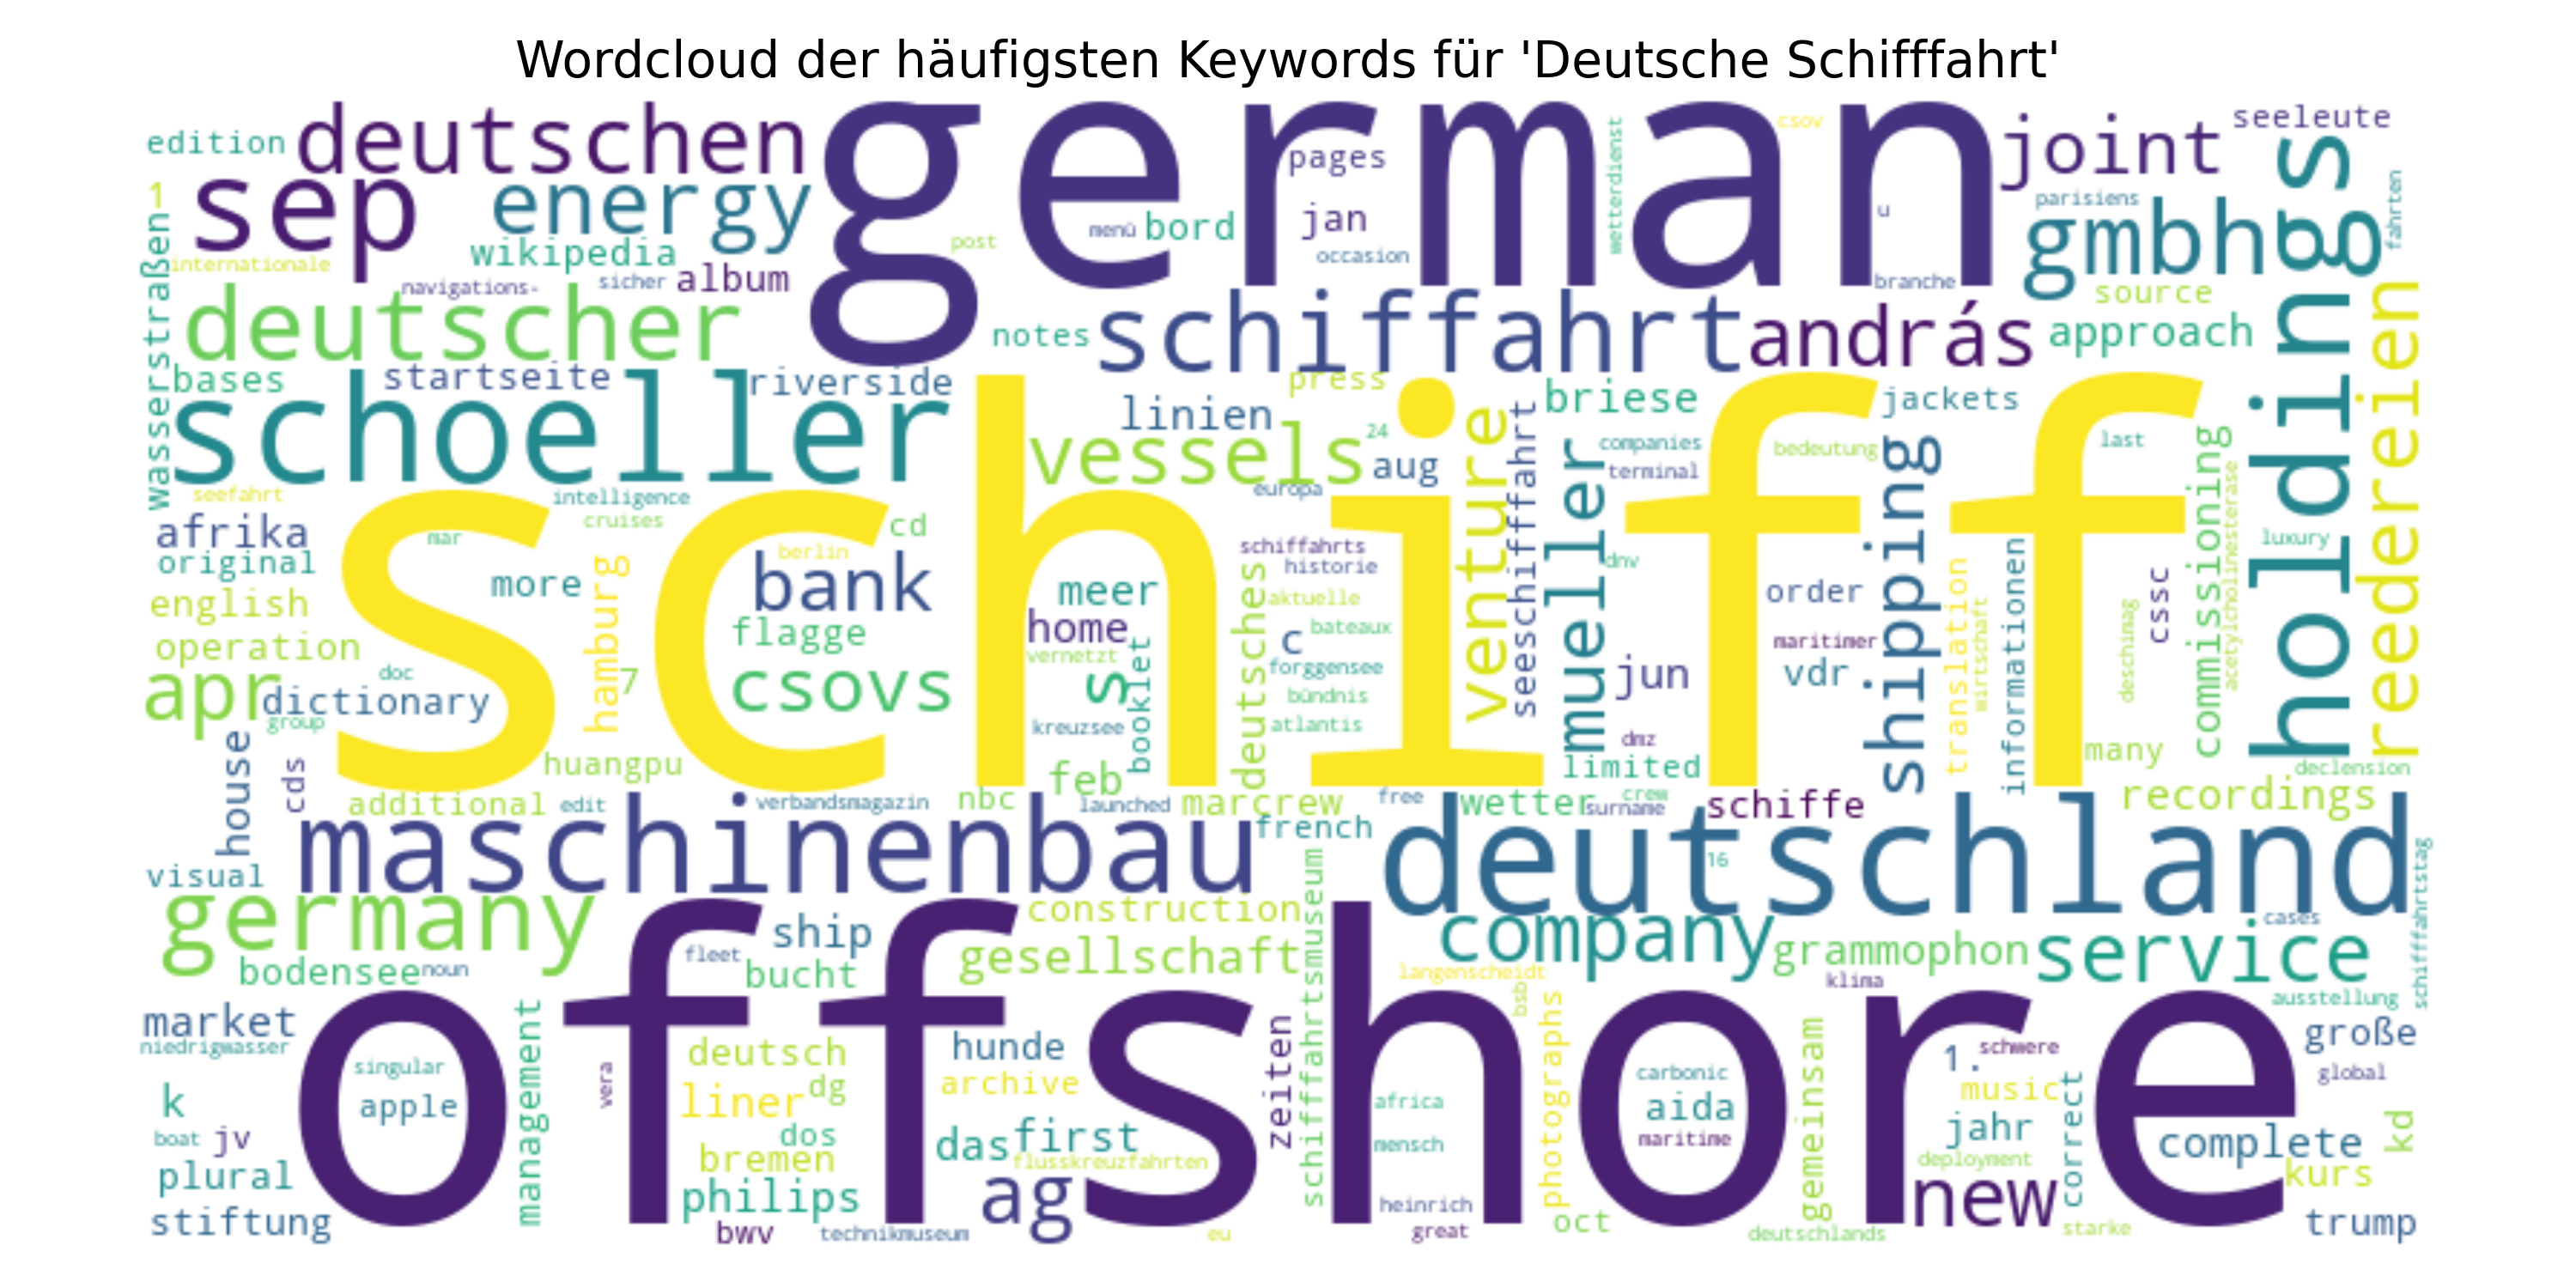 Wordcloud der häufigsten Keywords für 'Deutsche Schifffahrt'
edition deutschen german joint seeleute
pages csov wetterdienst
sep energy jan gmbh holdings
1 parisiens fahrten
wikipedia menü bord u
post occasion
internationale sicher album branche
wasserstraßen navigations- source
deutscher notes schiffahrt andrás approach reedereien
bases startseite riverside press
schoeller linien briese jackets
vessels 24 companies bedeutung last
aug terminal
seefahrt intelligence europa venture seeschifffahrt mueller shipping commissioning
cruises cd acetylcholinesterase
afrika mar schiff luxury
original berlin schiffahrts dnv
more bank historie
hamburg meer order translation informationen cssc
english aktuelle wirtschaft deschimag
flagge home c bateaux
operation vernetzt deutsches maritimer
doc 7 forggensee jun vdr
apr dictionary csovs s bündnis
group kreuzsee booklet atlantis
dmz many
house huangpu feb limited declension
cds additional edit verbandsmagazin nbc launched marcrew free wetter crew surname schiffe recordings
maschinenbau french deutschland
visual 16
germany construction company cases
fleet ship grammophon service
bodensee noun bucht gesellschaft langenscheidt klima schifffahrtstag
offshore
schifffahrtsmuseum bsb ausstellung
market große
niedrigwasser management deutsch hunde zeiten photographs gemeinsam 1. schwere
singular vera carbonic global
k apple liner dg archive africa aida music
boat jv dos das first mensch maritime jahr correct complete kd
plural bremen flusskreuzfahrten deployment kurs
philips ag heinrich new
stiftung bwv technikmuseum eu great oct deutschlands starke trump